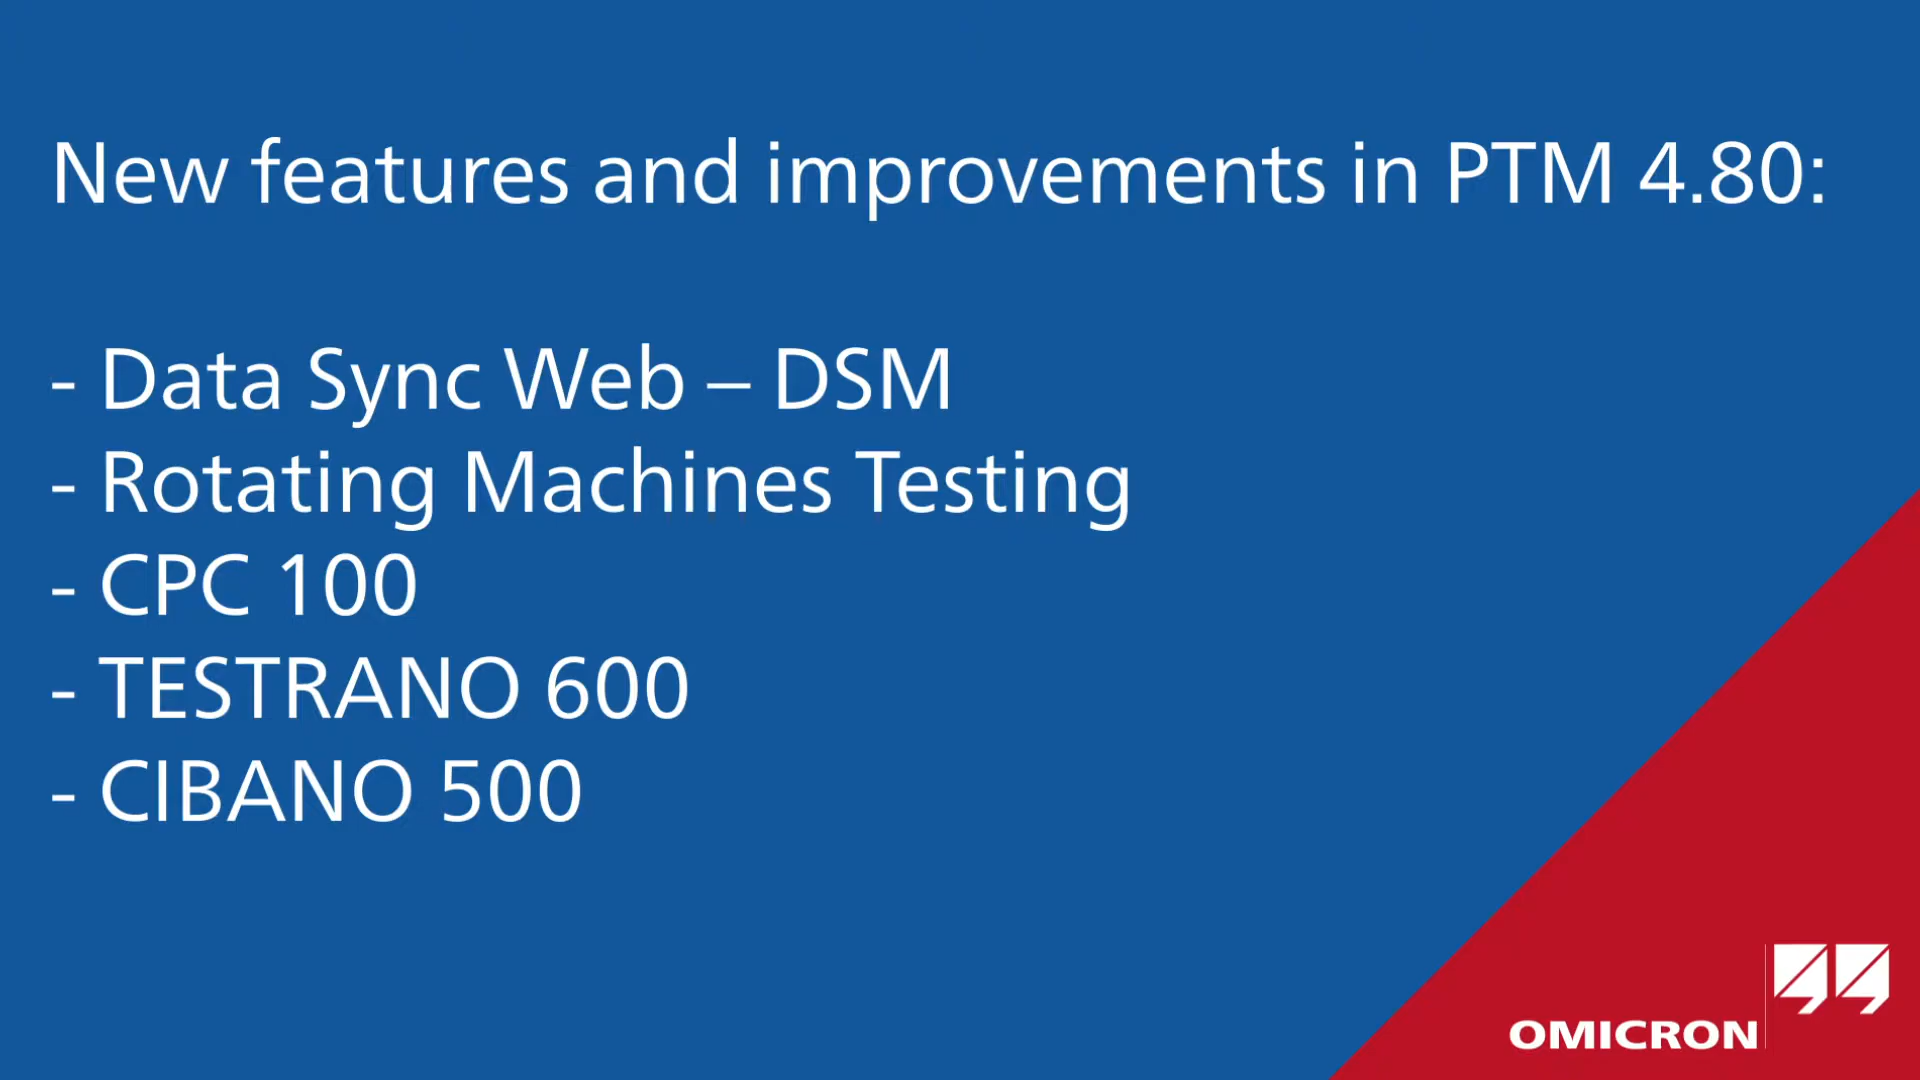 New features and improvements in PTM 4.80:
- Data Sync Web – DSM
- Rotating Machines Testing
- CPC 100
- TESTRANO 600
- CIBANO 500
OMICRON